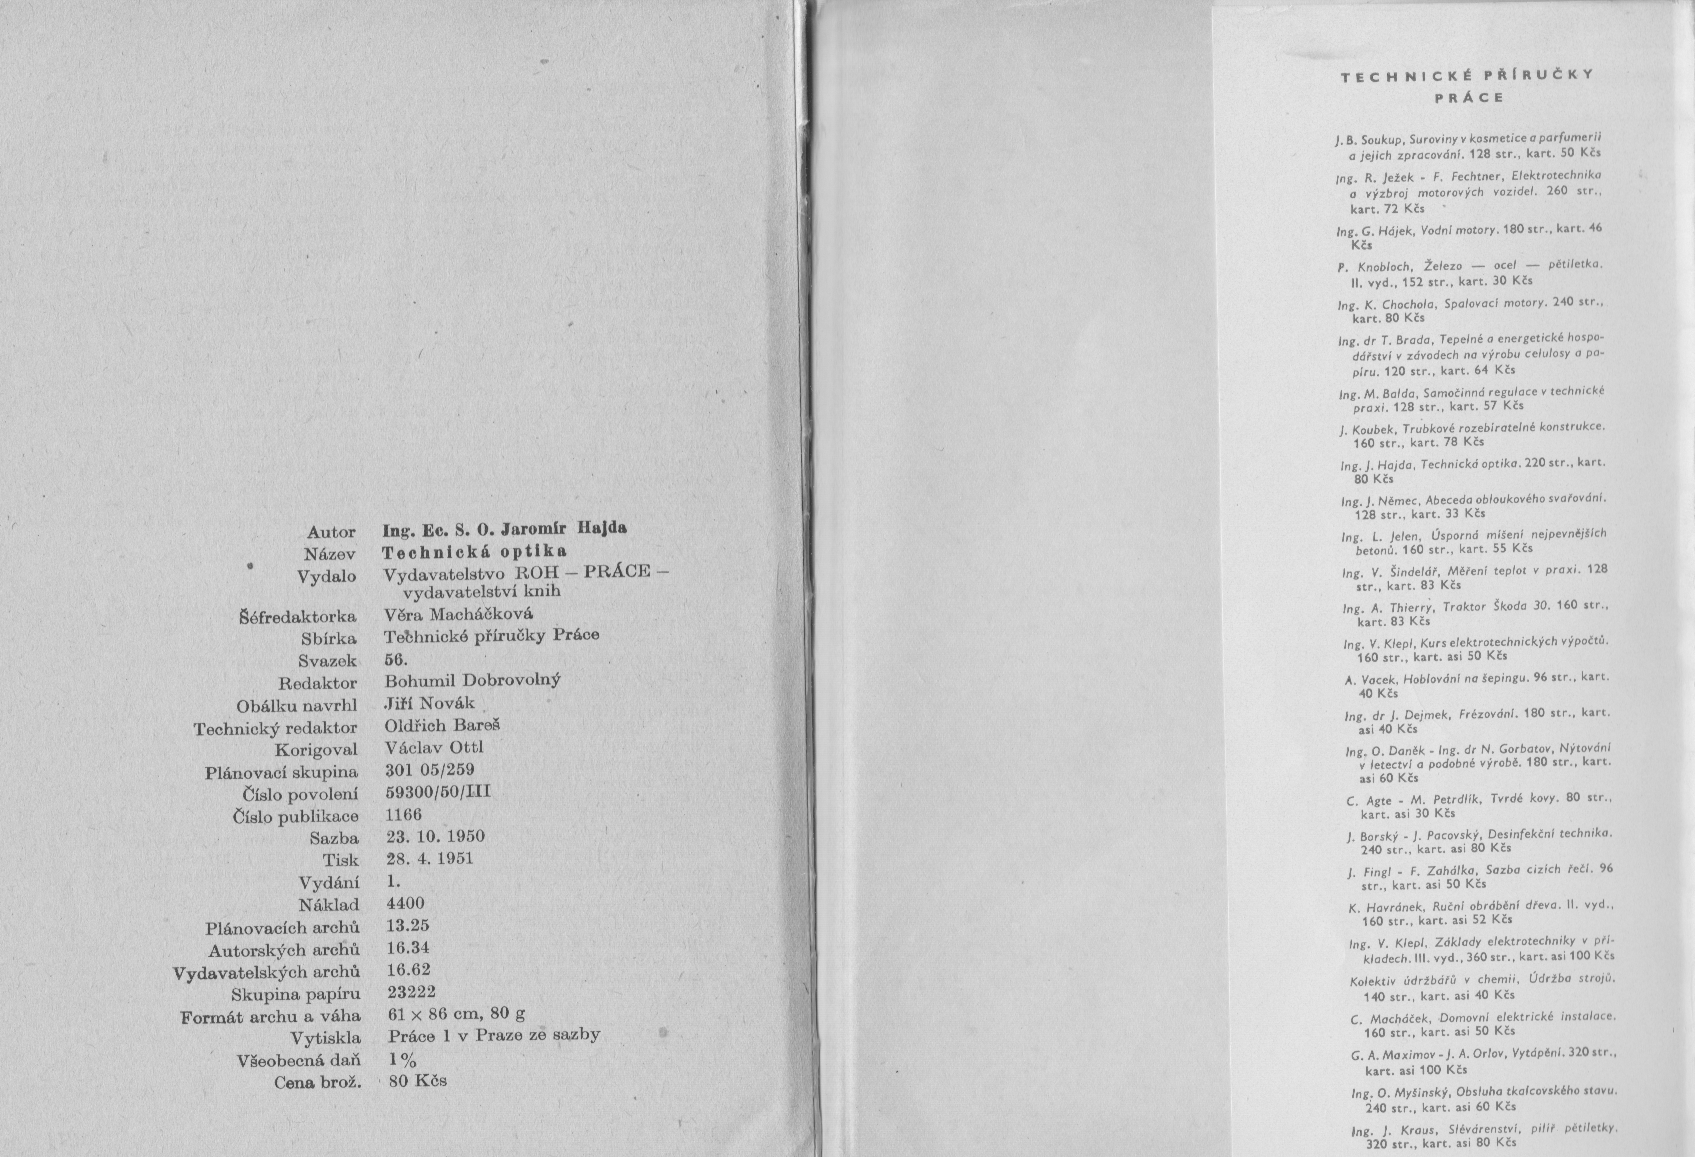 Autor Ing. Ec. S. O. Jaromír Hajda
Název Technická optika
Vydalo Vydavatelstvo ROH — PRÁCE —
vydavatelství knih
Šéfredaktorka Věra Macháčková
Sbírka Technické příručky Práce
Svazek 56.
Redaktor Bohumil Dobrovolný
Obálku navrhl Jiří Novák
Technický redaktor Oldřich Bareš
Korigoval Václav Ottl
Plánovací skupina 301 05/259
Číslo povolení 59300/50/III
Číslo publikace 1166
Sazba 23. 10. 1950
Tisk 28. 4. 1951
Vydání 1.
Náklad 4400
Plánovacích archů 13.25
Autorských archů 16.34
Vydavatelských archů 16.62
Skupina papíru 23222
Formát archu a váha 61 × 86 cm, 80 g
Vytiskla Práce 1 v Praze ze sazby
Všeobecná daň 1%
Cena brož. 80 Kčs
TECHNICKÉ PŘÍRUČKY
PRÁCE
J. B. Soukup, Suroviny v kosmetice a parfumerii
a jejich zpracování. 128 str., kart. 50 Kčs
Ing. R. Ježek - F. Fechtner, Elektrotechnika
a výzbroj motorových vozidel. 260 str.,
kart. 72 Kčs
Ing. G. Hájek, Vodní motory. 180 str., kart. 46
Kčs
P. Knobloch, Železo — ocel — pětiletka.
II. vyd., 152 str., kart. 30 Kčs
Ing. K. Chochola, Spalovací motory. 240 str.,
kart. 80 Kčs
Ing. dr T. Brada, Tepelné a energetické hospo-
dářství v závodech na výrobu celulosy a pa-
píru. 120 str., kart. 64 Kčs
Ing. M. Balda, Samočinná regulace v technické
praxi. 128 str., kart. 57 Kčs
J. Koubek, Trubkové rozebiratelné konstrukce.
160 str., kart. 78 Kčs
Ing. J. Hajda, Technická optika. 220 str., kart.
80 Kčs
Ing. J. Němec, Abeceda obloukového svařování.
128 str., kart. 33 Kčs
Ing. L. Jelen, Úsporná míšení nejpevnějších
betonů. 160 str., kart. 55 Kčs
Ing. V. Šindelář, Měření teplot v praxi. 128
str., kart. 83 Kčs
Ing. A. Thierry, Traktor Škoda 30. 160 str.,
kart. 83 Kčs
Ing. V. Klepl, Kurs elektrotechnických výpočtů.
160 str., kart. asi 50 Kčs
A. Vacek, Hoblování na šepingu. 96 str., kart.
40 Kčs
Ing. dr J. Dejmek, Frézování. 180 str., kart.
asi 40 Kčs
Ing. O. Daněk - Ing. dr N. Gorbatov, Nýtování
v letectví a podobné výrobě. 180 str., kart.
asi 60 Kčs
C. Agte - M. Petrdlík, Tvrdé kovy. 80 str.,
kart. asi 30 Kčs
J. Borský - J. Pacovský, Desinfekční technika.
240 str., kart. asi 80 Kčs
J. Fingl - F. Zahálka, Sazba cizích řečí. 96
str., kart. asi 50 Kčs
K. Havránek, Ruční obrábění dřeva. II. vyd.,
160 str., kart. asi 52 Kčs
Ing. V. Klepl, Základy elektrotechniky v pří-
kladech. III. vyd., 360 str., kart. asi 100 Kčs
Kolektiv údržbářů v chemii, Údržba strojů.
140 str., kart. asi 40 Kčs
C. Macháček, Domovní elektrické instalace.
160 str., kart. asi 50 Kčs
G. A. Maximov - J. A. Orlov, Vytápění. 320 str.,
kart. asi 100 Kčs
Ing. O. Myšinský, Obsluha tkalcovského stavu.
240 str., kart. asi 60 Kčs
Ing. J. Kraus, Slévárenství, pilíř pětiletky.
320 str., kart. asi 80 Kčs